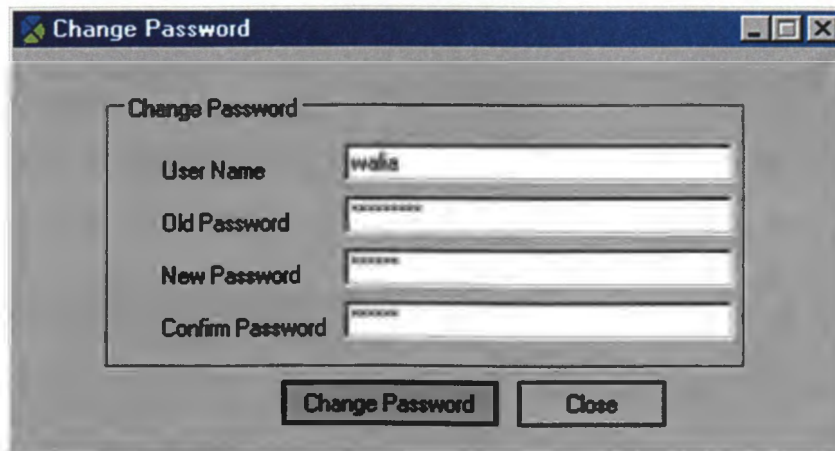 Change Password
Change Password
User Name walia
Old Password *********
New Password ******
Confirm Password ******
Change Password Close